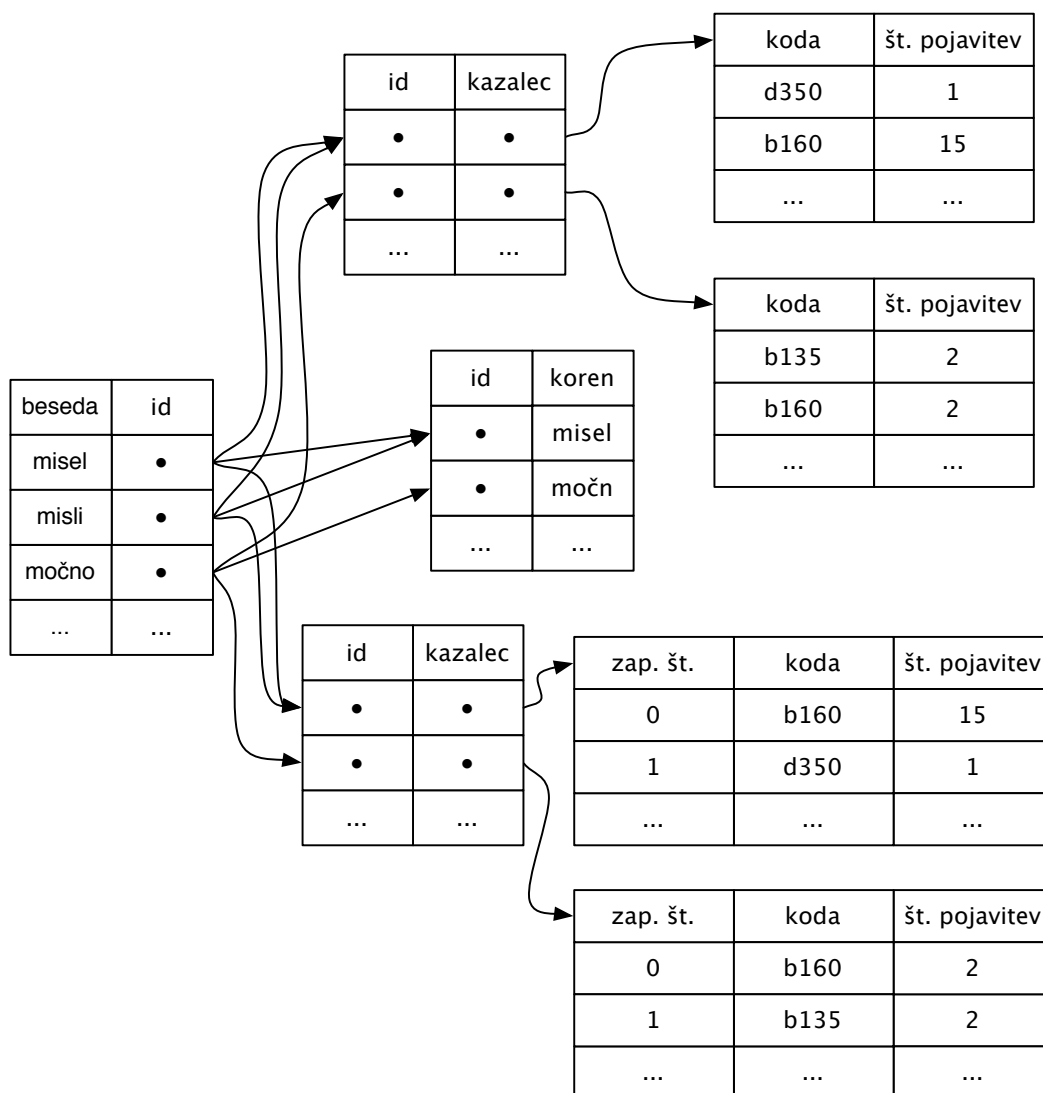 koda št. pojavitev
d350 1
b160 15
... ...
id kazalec
• •
• •
... ...
koda št. pojavitev
b135 2
b160 2
... ...
id koren
• misel
• močn
... ...
beseda id
misel •
misli •
močno •
... ...
id kazalec
• •
• •
... ...
zap. št. koda št. pojavitev
0 b160 15
1 d350 1
... ... ...
zap. št. koda št. pojavitev
0 b160 2
1 b135 2
... ... ...